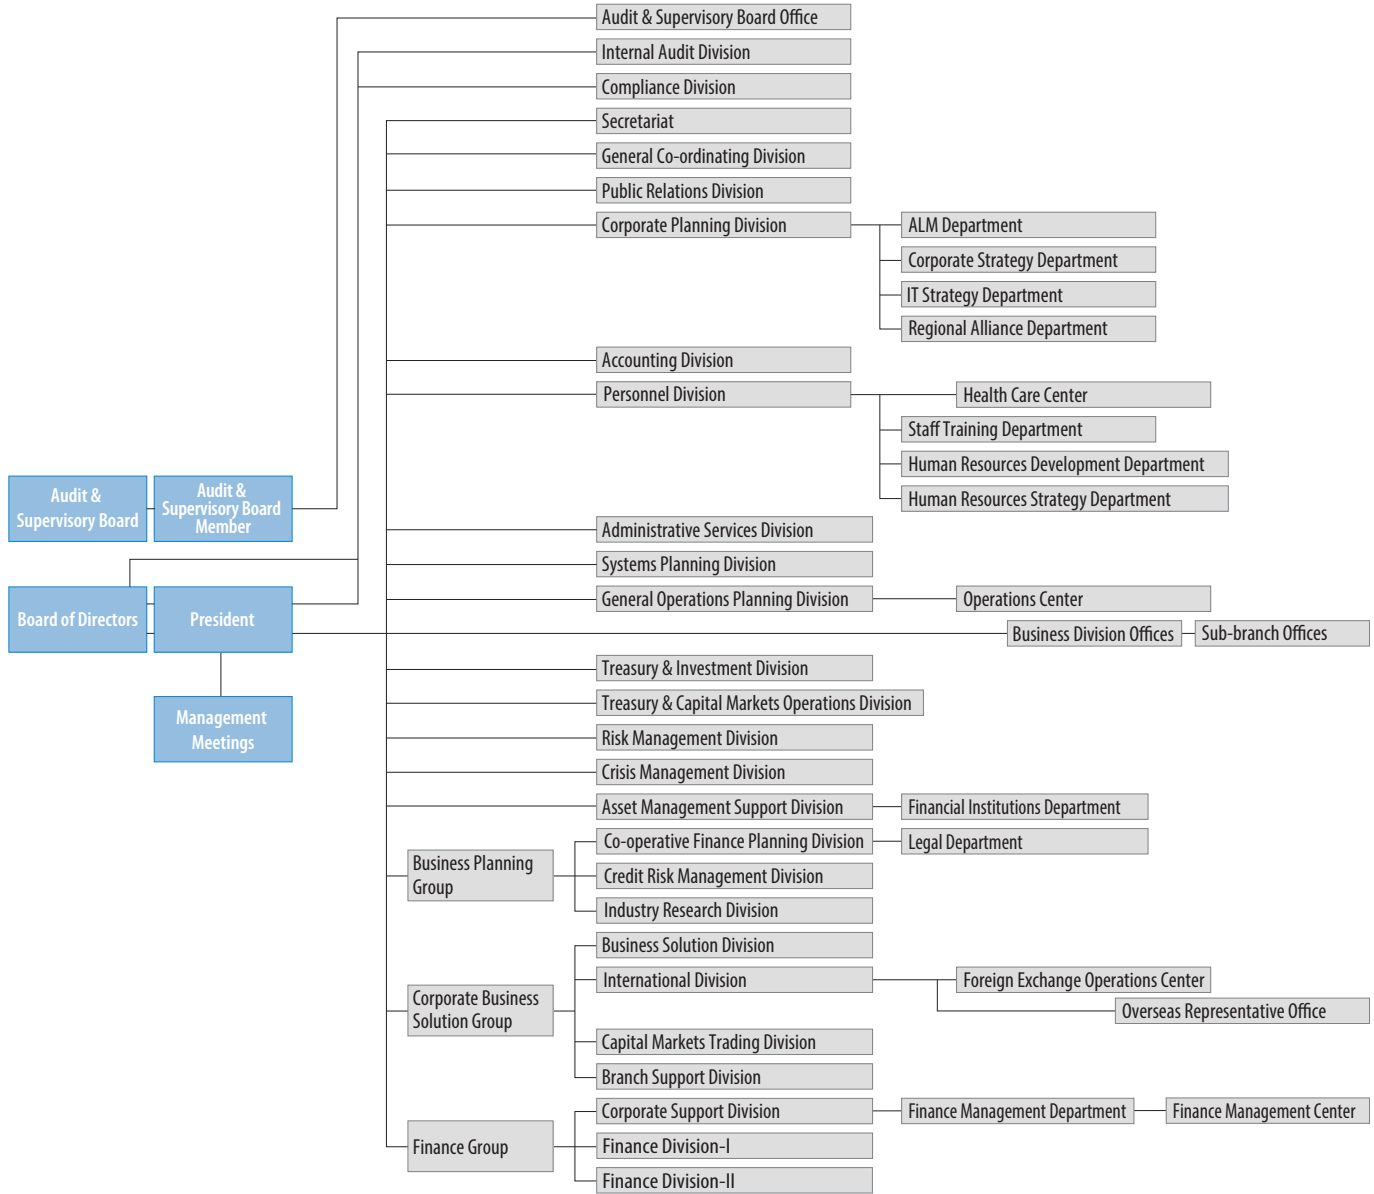 Audit & Supervisory Board Office
Internal Audit Division
Compliance Division
Secretariat
General Co-ordinating Division
Public Relations Division
Corporate Planning Division
ALM Department
Corporate Strategy Department
IT Strategy Department
Regional Alliance Department
Accounting Division
Personnel Division
Health Care Center
Staff Training Department
Human Resources Development Department
Human Resources Strategy Department
Audit &
Supervisory Board
Audit &
Supervisory Board
Member
Administrative Services Division
Systems Planning Division
General Operations Planning Division
Operations Center
Board of Directors
President
Business Division Offices
Sub-branch Offices
Treasury & Investment Division
Treasury & Capital Markets Operations Division
Management
Meetings
Risk Management Division
Crisis Management Division
Asset Management Support Division
Financial Institutions Department
Business Planning
Group
Co-operative Finance Planning Division
Legal Department
Credit Risk Management Division
Industry Research Division
Corporate Business
Solution Group
Business Solution Division
International Division
Foreign Exchange Operations Center
Overseas Representative Office
Capital Markets Trading Division
Branch Support Division
Finance Group
Corporate Support Division
Finance Management Department
Finance Management Center
Finance Division-I
Finance Division-II